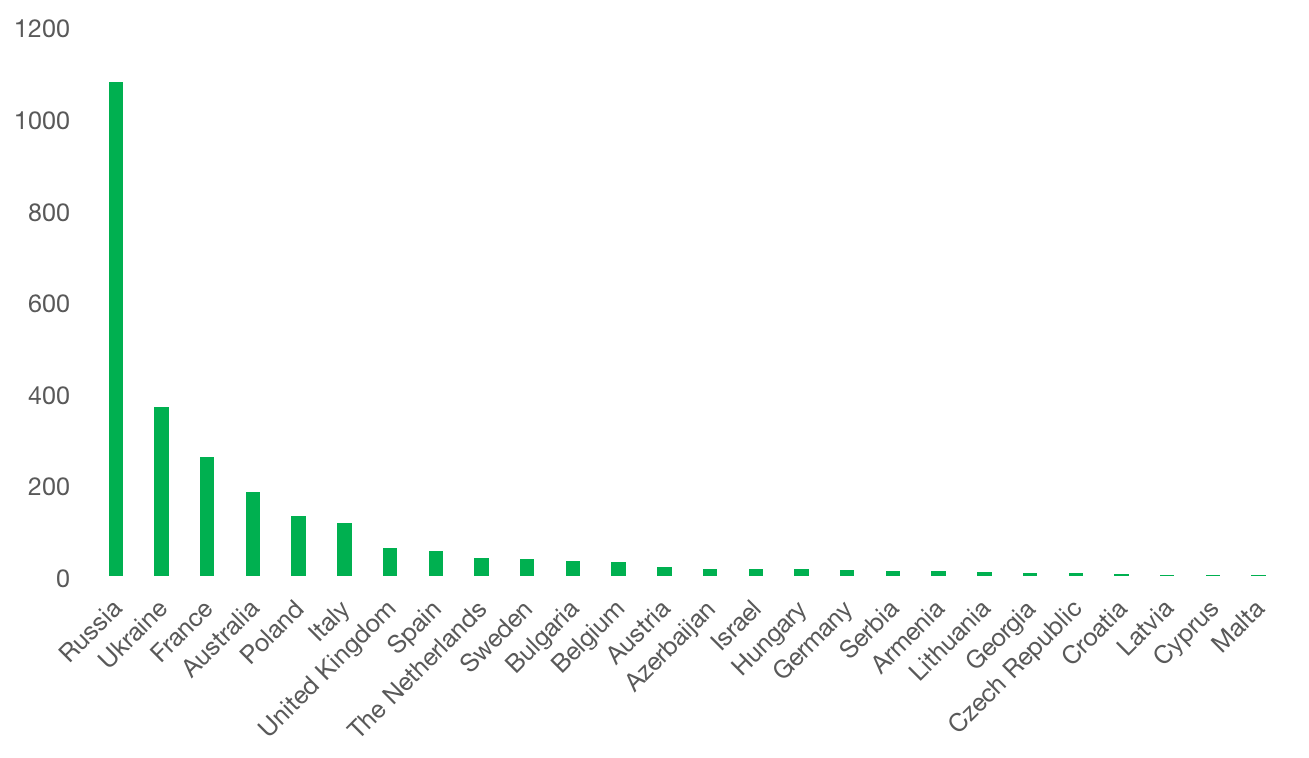 1200
1000
800
600
400
200
0
Russia
Ukraine
France
Australia
Poland
Italy
United Kingdom
Spain
The Netherlands
Sweden
Bulgaria
Belgium
Austria
Azerbaijan
Israel
Hungary
Germany
Serbia
Armenia
Lithuania
Georgia
Czech Republic
Croatia
Latvia
Cyprus
Malta